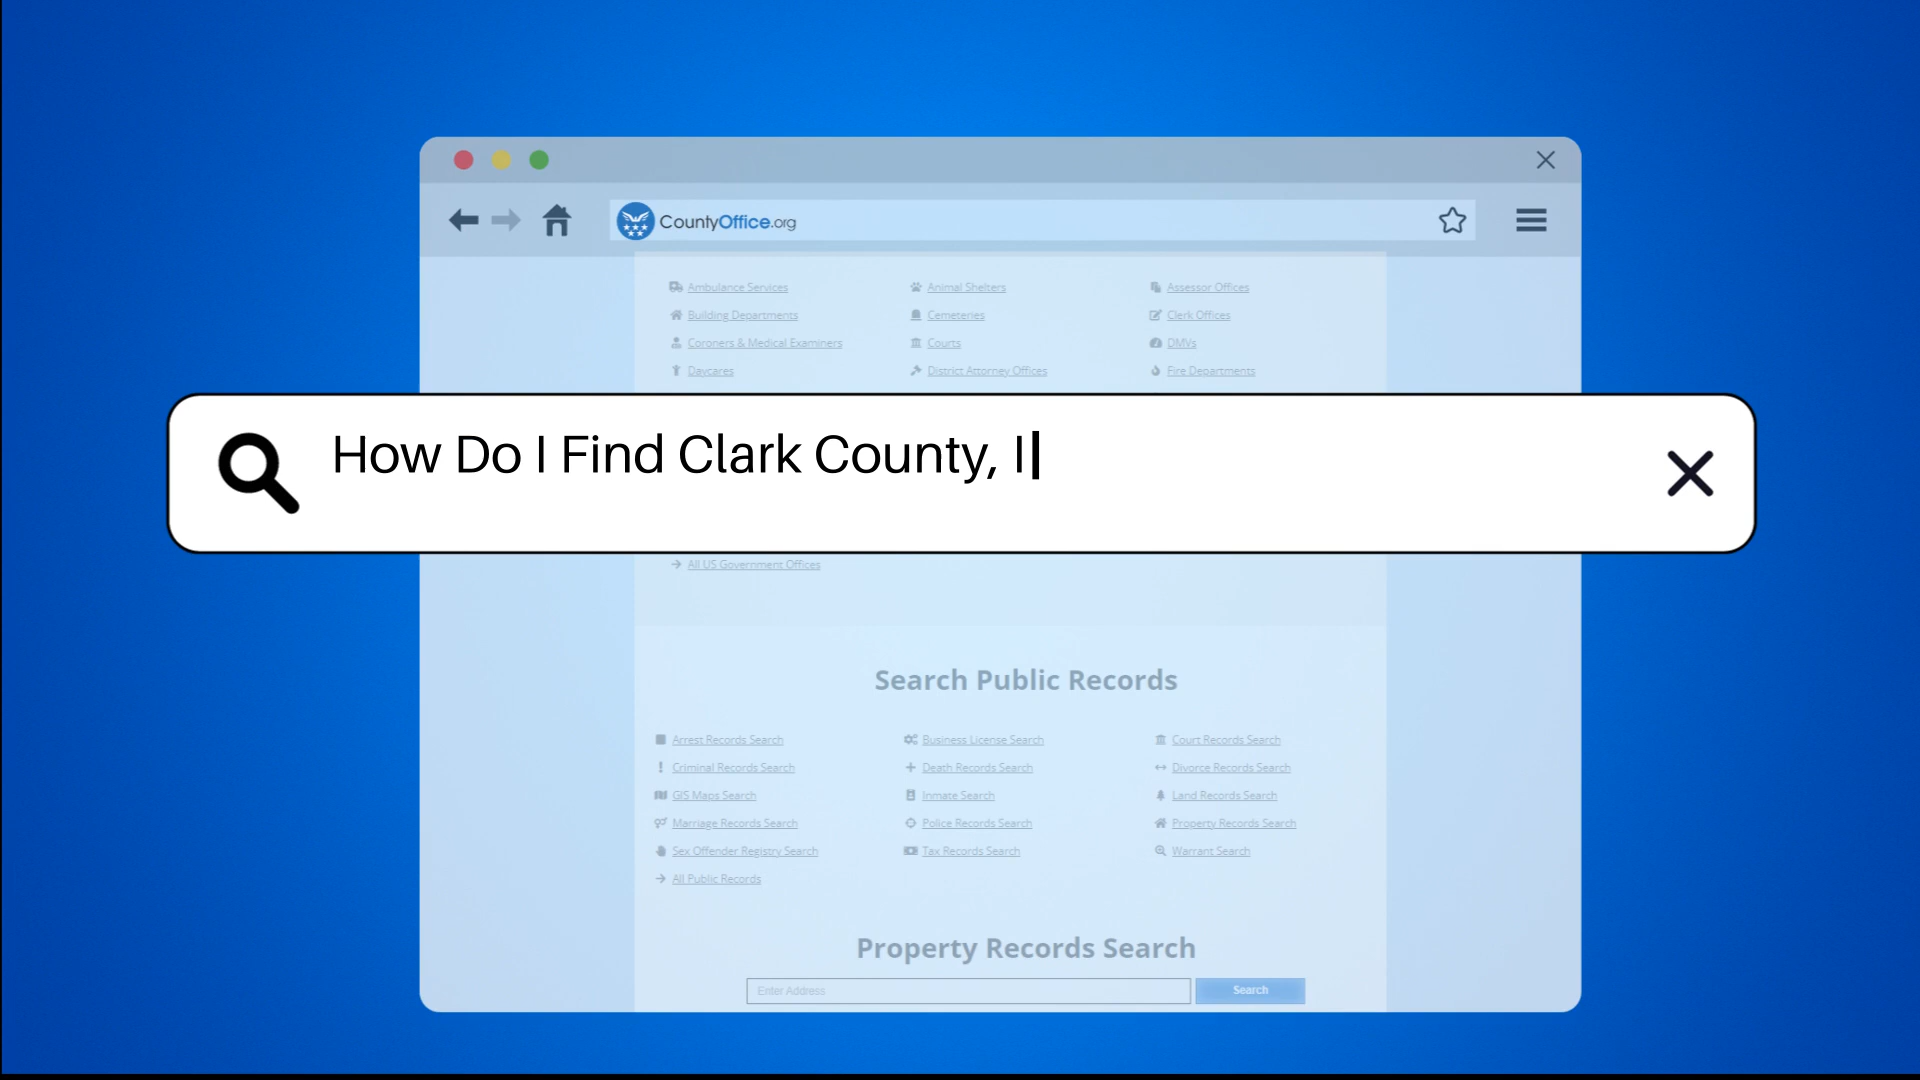 CountyOffice.org
Ambulance Services Animal Shelters Assessor Offices
Building Departments Cemeteries Clerk Offices
Coroners & Medical Examiners Courts DMVs
Daycares District Attorney Offices Fire Departments
How Do I Find Clark County, I
All US Government Offices
Search Public Records
Arrest Records Search Business License Search Court Records Search
Criminal Records Search Death Records Search Divorce Records Search
GIS Maps Search Inmate Search Land Records Search
Marriage Records Search Police Records Search Property Records Search
Sex Offender Registry Search Tax Records Search Warrant Search
All Public Records
Property Records Search
Enter Address Search